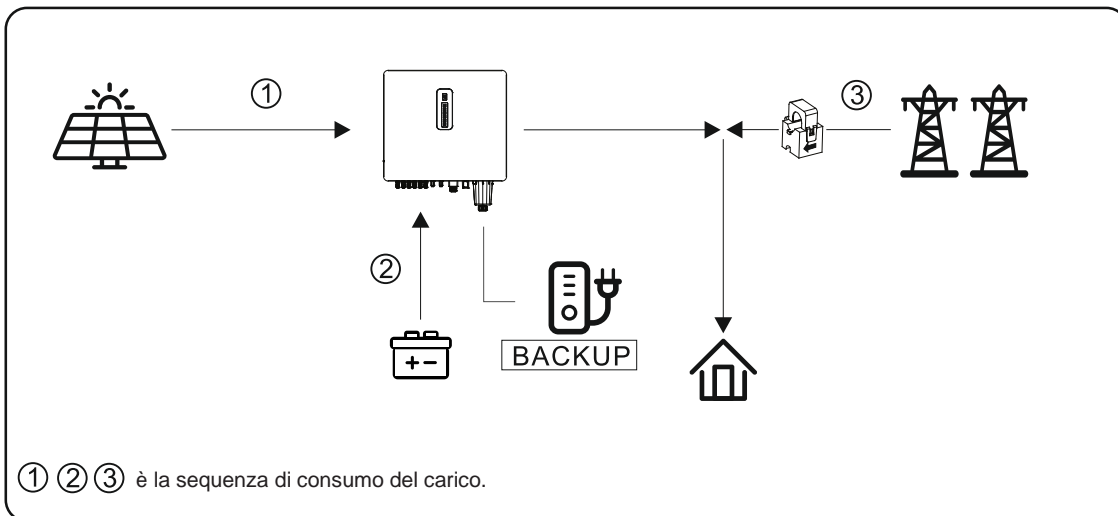 ①
③
②
BACKUP
① ② ③ è la sequenza di consumo del carico.